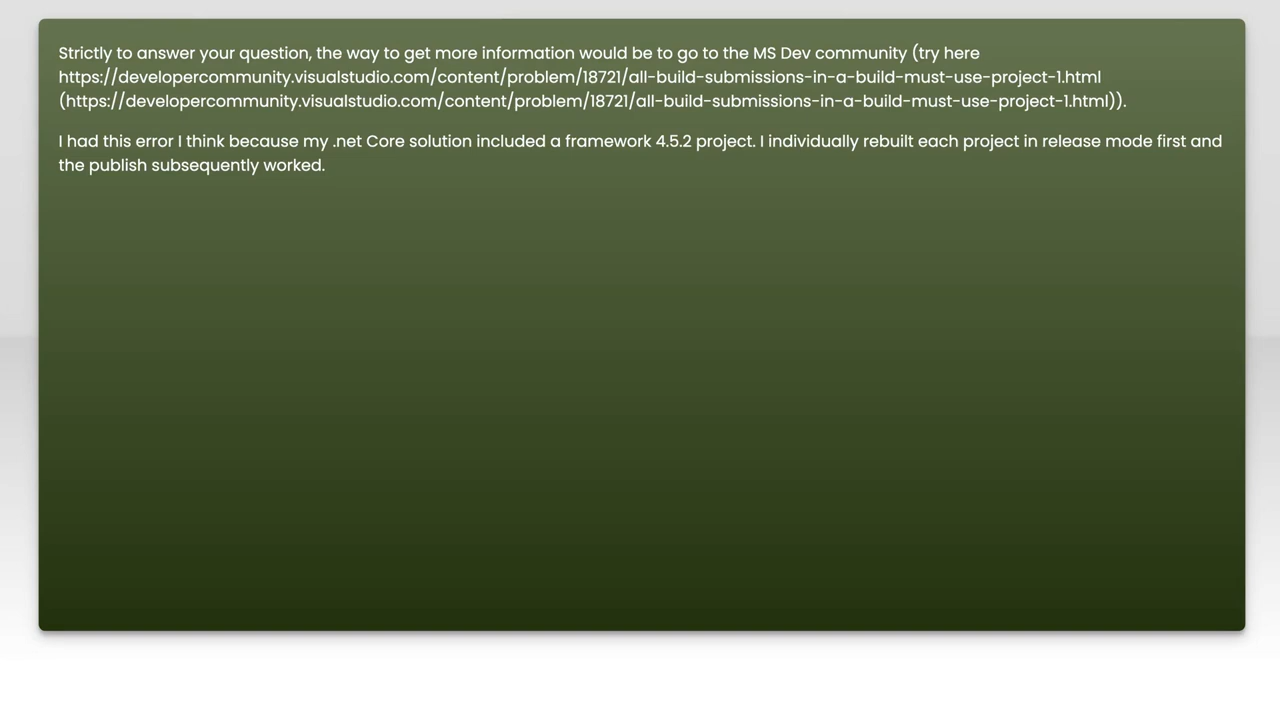 Strictly to answer your question, the way to get more information would be to go to the MS Dev community (try here
https://developercommunity.visualstudio.com/content/problem/18721/all-build-submissions-in-a-build-must-use-project-1.html
(https://developercommunity.visualstudio.com/content/problem/18721/all-build-submissions-in-a-build-must-use-project-1.html)).
I had this error I think because my .net Core solution included a framework 4.5.2 project. I individually rebuilt each project in release mode first and
the publish subsequently worked.